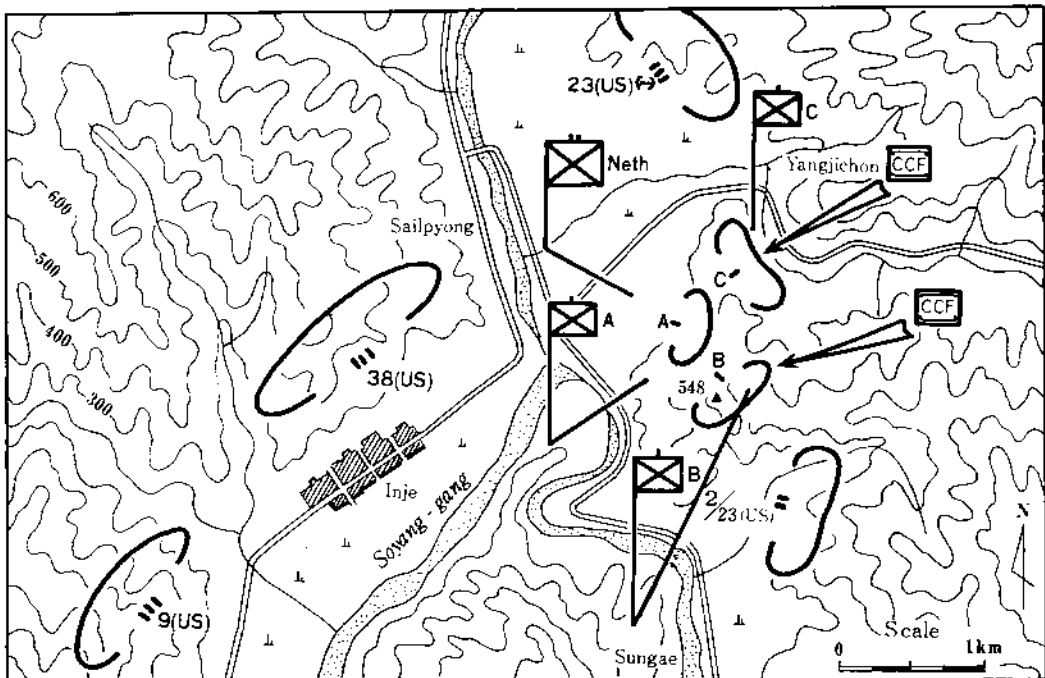 23(US)
C
Neth
Yangjichon
CCF
600
Sailpyong
500
C
CCF
A
A
400
B
38(US)
548
300
B
2/23(US)
Inje
Soyang-gang
N
9(US)
Scale
Sungae
0
1km